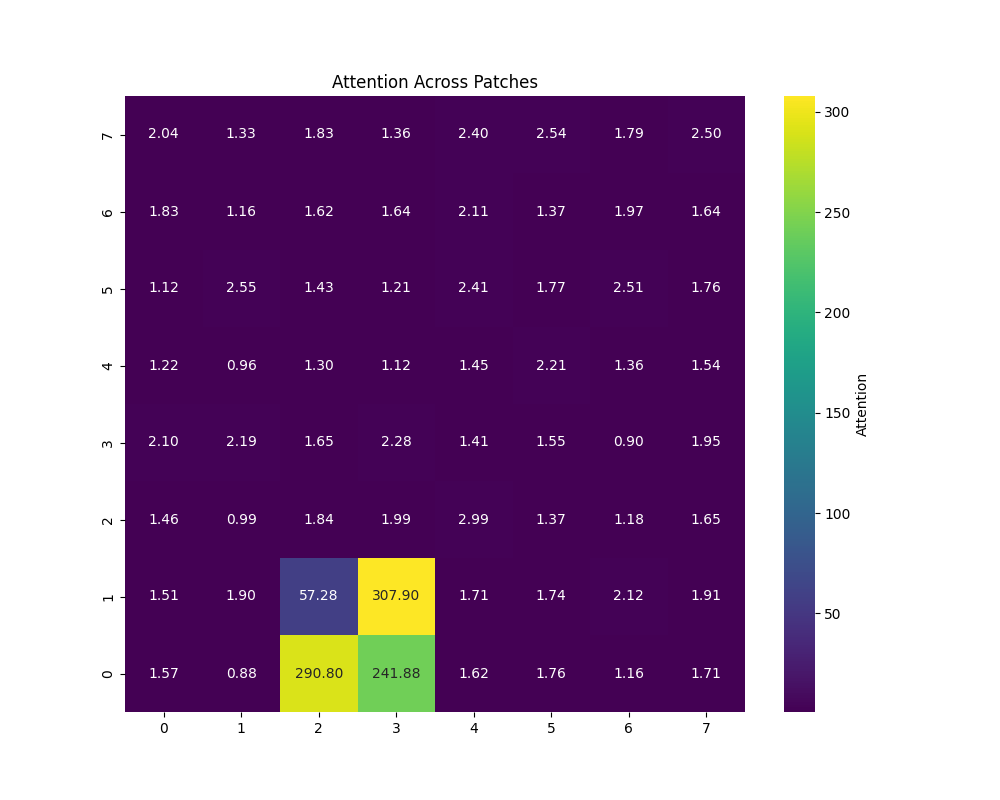 Attention Across Patches
7 2.04 1.33 1.83 1.36 2.40 2.54 1.79 2.50
6 1.83 1.16 1.62 1.64 2.11 1.37 1.97 1.64
5 1.12 2.55 1.43 1.21 2.41 1.77 2.51 1.76
4 1.22 0.96 1.30 1.12 1.45 2.21 1.36 1.54
3 2.10 2.19 1.65 2.28 1.41 1.55 0.90 1.95
2 1.46 0.99 1.84 1.99 2.99 1.37 1.18 1.65
1 1.51 1.90 57.28 307.90 1.71 1.74 2.12 1.91
0 1.57 0.88 290.80 241.88 1.62 1.76 1.16 1.71
0 1 2 3 4 5 6 7
300
250
200
150
100
50
Attention